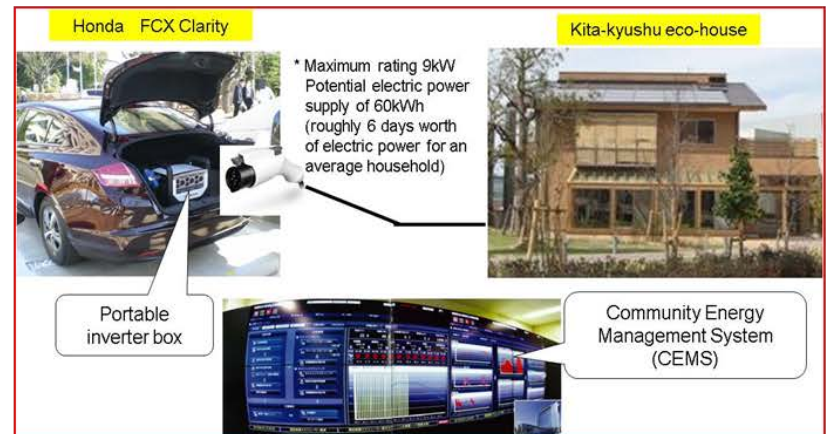 Honda FCX Clarity
Kita-kyushu eco-house
* Maximum rating 9kW
Potential electric power
supply of 60kWh
(roughly 6 days worth
of electric power for an
average household)
Portable
inverter box
Community Energy
Management System
(CEMS)